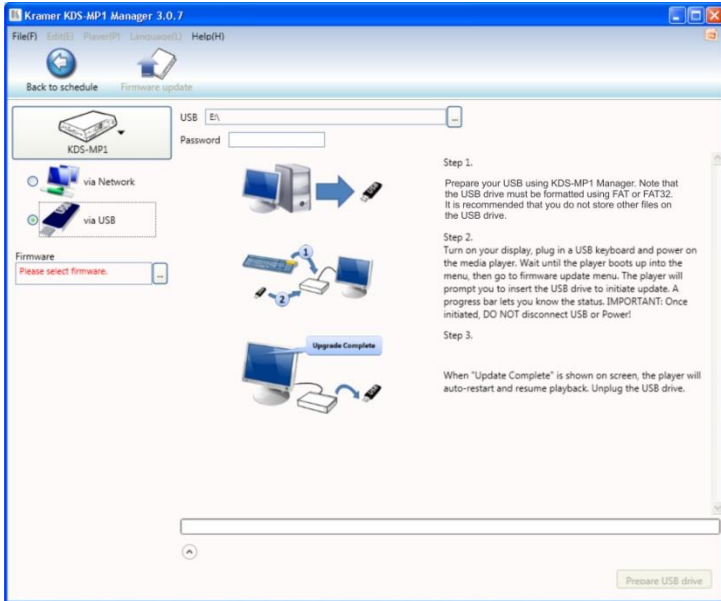 Kramer KDS-MP1 Manager 3.0.7
File(F) Edit(E) Player(P) Language(L) Help(H)
Back to schedule Firmware update
USB E:\ ...
Password
KDS-MP1
via Network
via USB
Firmware
Please select firmware. ...
USB
1
2
Upgrade Complete
Step 1.
Prepare your USB using KDS-MP1 Manager. Note that
the USB drive must be formatted using FAT or FAT32.
It is recommended that you do not store other files on
the USB drive.
Step 2.
Turn on your display, plug in a USB keyboard and power on
the media player. Wait until the player boots up into the
menu, then go to firmware update menu. The player will
prompt you to insert the USB drive to initiate update. A
progress bar lets you know the status. IMPORTANT: Once
initiated, DO NOT disconnect USB or Power!
Step 3.
When "Update Complete" is shown on screen, the player will
auto-restart and resume playback. Unplug the USB drive.
Prepare USB drive